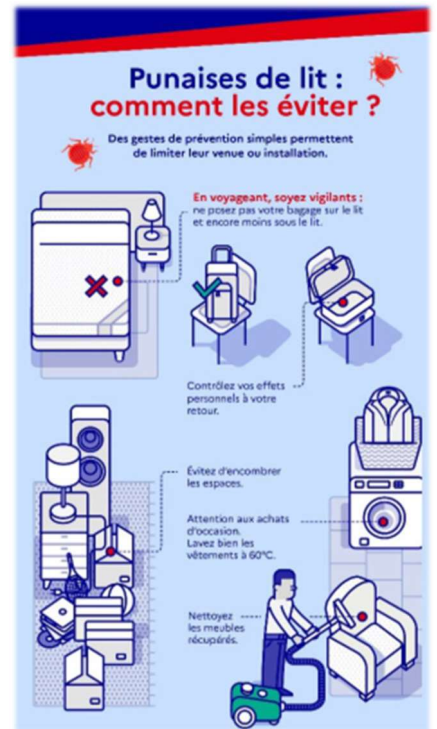 Punaises de lit :
comment les éviter ?
Des gestes de prévention simples permettent
de limiter leur venue ou installation.
En voyageant, soyez vigilants :
ne posez pas votre bagage sur le lit
et encore moins sous le lit.
Contrôlez vos effets
personnels à votre
retour.
Évitez d'encombrer
les espaces.
Attention aux achats
d'occasion.
Lavez bien les
vêtements à 60°C.
Nettoyez
les meubles
récupérés.